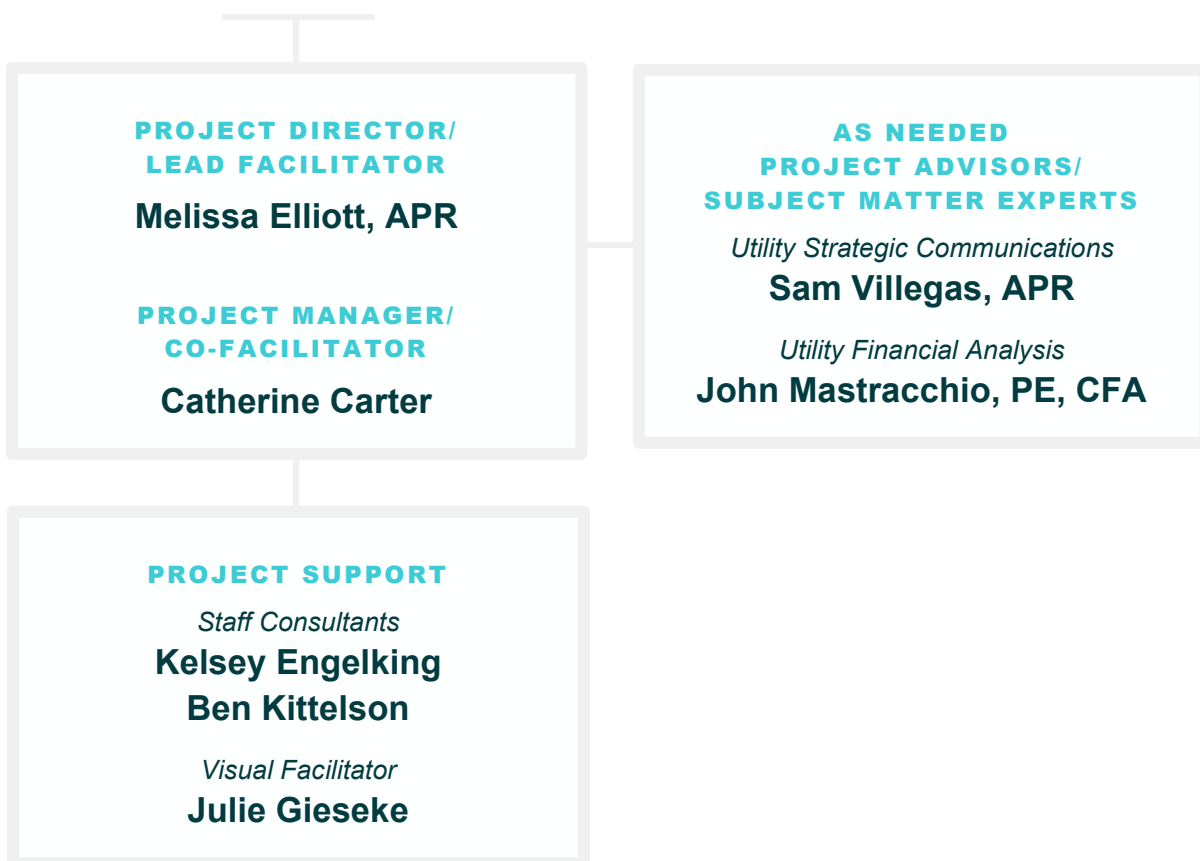 PROJECT DIRECTOR/
LEAD FACILITATOR
Melissa Elliott, APR
PROJECT MANAGER/
CO-FACILITATOR
Catherine Carter
AS NEEDED
PROJECT ADVISORS/
SUBJECT MATTER EXPERTS
Utility Strategic Communications
Sam Villegas, APR
Utility Financial Analysis
John Mastracchio, PE, CFA
PROJECT SUPPORT
Staff Consultants
Kelsey Engelking
Ben Kittelson
Visual Facilitator
Julie Gieseke